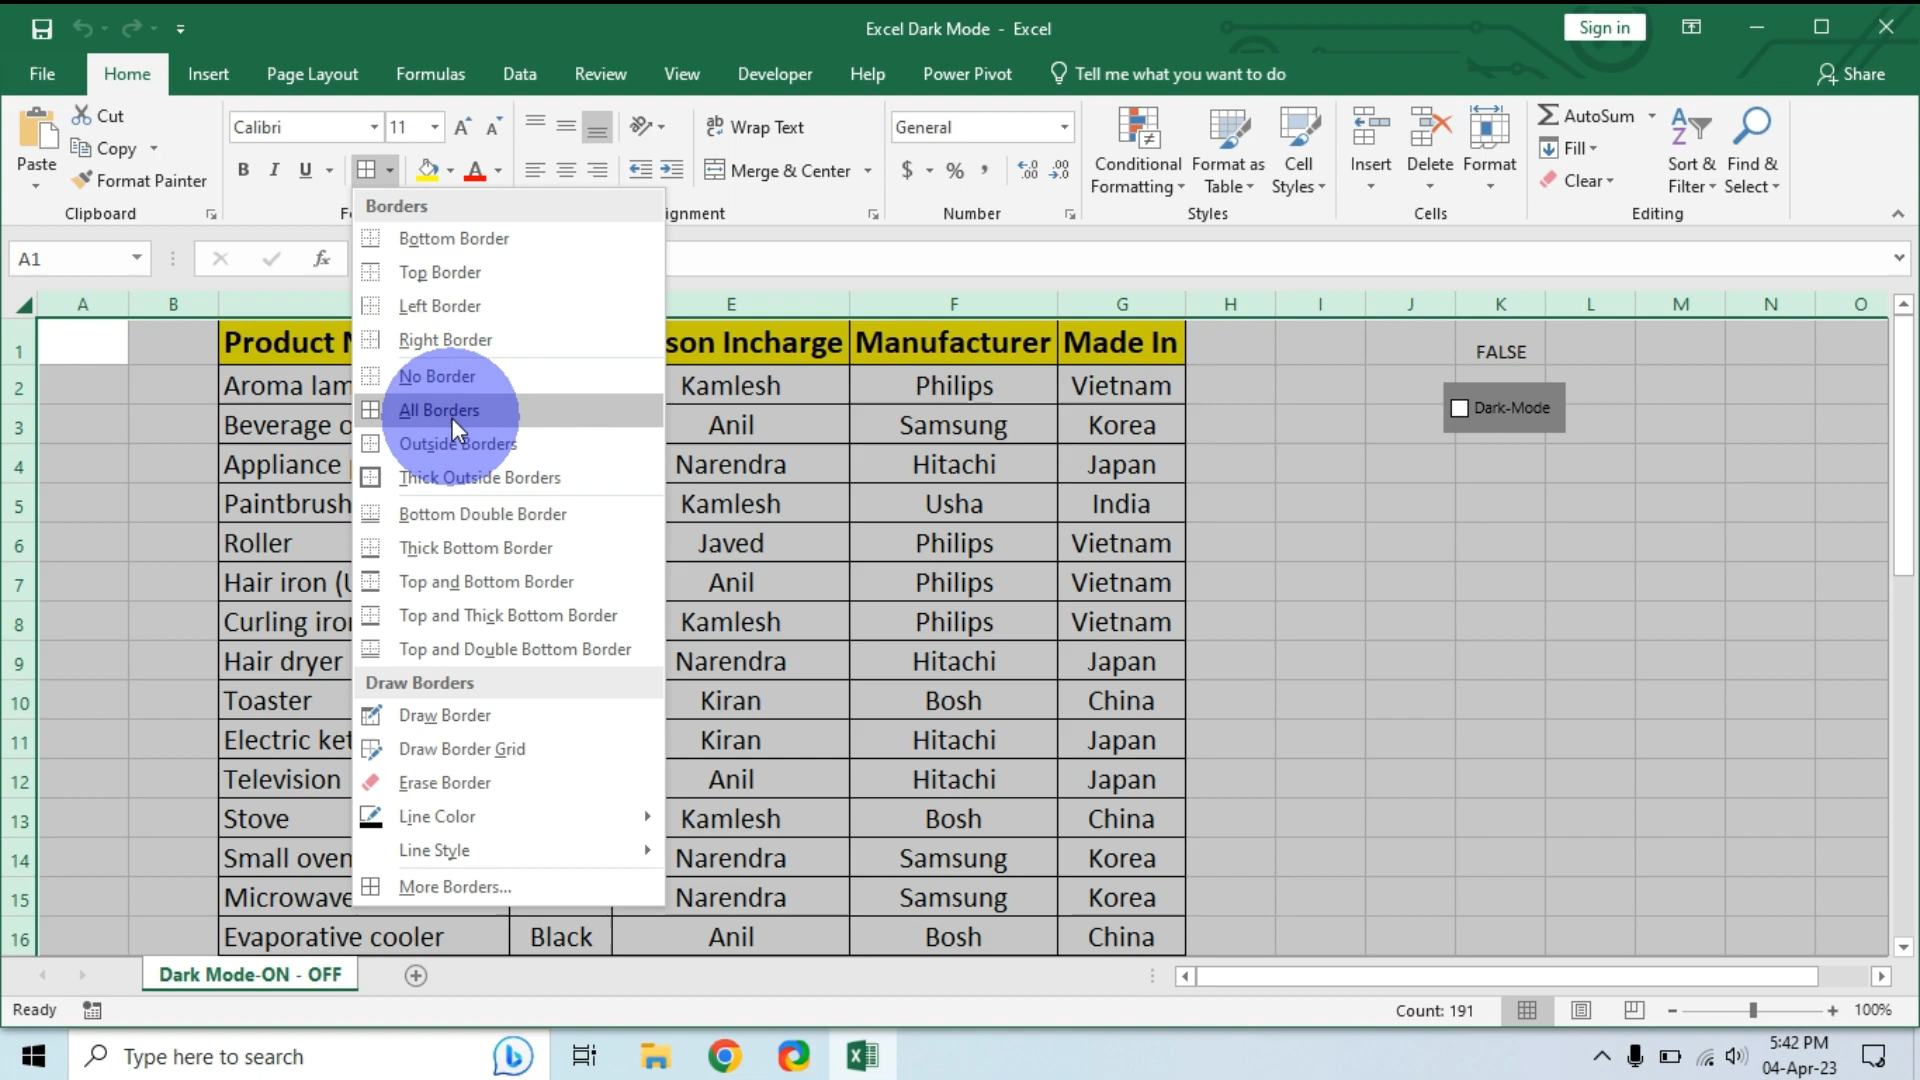 Excel Dark Mode - Excel
Sign in
File Home Insert Page Layout Formulas Data Review View Developer Help Power Pivot Tell me what you want to do Share
Cut
Copy
Format Painter
Paste
Clipboard
Calibri 11
B I U
Wrap Text
Merge & Center
General
$ % ,
Number
Conditional Formatting
Format as Table
Cell Styles
Styles
Insert Delete Format
Cells
AutoSum
Fill
Clear
Sort & Filter
Find & Select
Editing
A1
fx
Borders
Bottom Border
Top Border
Left Border
Right Border
No Border
All Borders
Outside Borders
Thick Outside Borders
Bottom Double Border
Thick Bottom Border
Top and Bottom Border
Top and Thick Bottom Border
Top and Double Bottom Border
Draw Borders
Draw Border
Draw Border Grid
Erase Border
Line Color
Line Style
More Borders...
A B E F G H I J K L M N O
1 Product son Incharge Manufacturer Made In FALSE
2 Aroma Kamlesh Philips Vietnam
Dark-Mode
3 Beverage Anil Samsung Korea
4 Appliance Narendra Hitachi Japan
5 Paintbrush Kamlesh Usha India
6 Roller Javed Philips Vietnam
7 Hair iron Anil Philips Vietnam
8 Curling Kamlesh Philips Vietnam
9 Hair dryer Narendra Hitachi Japan
10 Toaster Kiran Bosh China
11 Electric Kiran Hitachi Japan
12 Television Anil Hitachi Japan
13 Stove Kamlesh Bosh China
14 Small oven Narendra Samsung Korea
15 Microwave Narendra Samsung Korea
16 Evaporative cooler Black Anil Bosh China
Dark Mode-ON - OFF
Ready
Count: 191
100%
Type here to search
5:42 PM
04-Apr-23